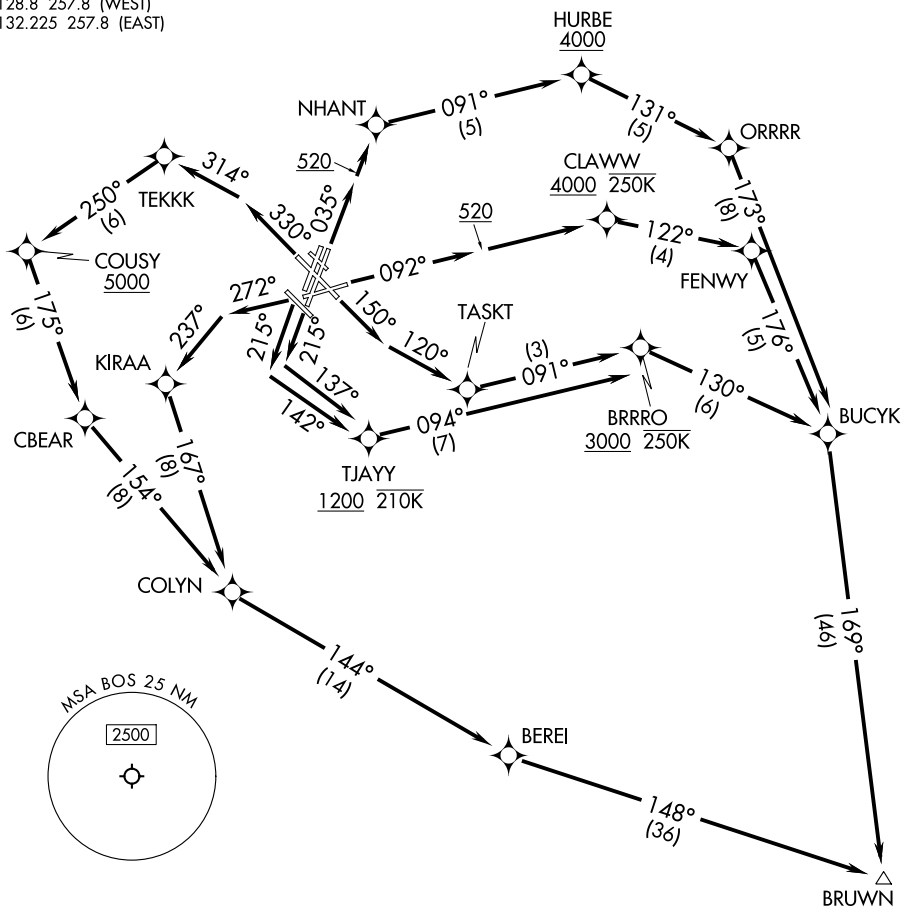 128.8 257.8 (WEST)
132.225 257.8 (EAST)
HURBE
4000
NHANT
091°
(5)
131°
(5)
ORRRR
520
CLAWW
4000 250K
314°
TEKKK
035°
173°
(8)
250°
(6)
330°
520
122°
(4)
COUSY
5000
092°
FENWY
272°
150°
TASKT
175°
(6)
237°
215°
215°
120°
(3)
091°
176°
(5)
KIRAA
137°
142°
130°
(6)
BUCYK
CBEAR
094°
(7)
BRRRO
3000 250K
167°
(8)
TJAYY
1200 210K
154°
(8)
COLYN
169°
(46)
144°
(14)
MSA BOS 25 NM
2500
BEREI
148°
(36)
BRUWN